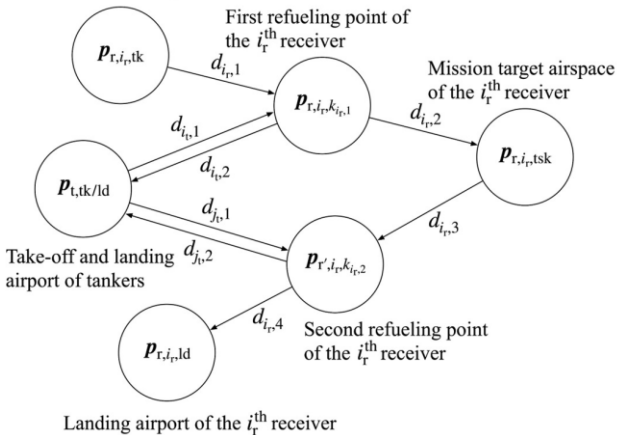 First refueling point of
the i_r^th receiver
p_r,i_r,tk
d_i_r,1
Mission target airspace
of the i_r^th receiver
p_r,i_r,k_i_r,1
d_i_r,2
d_i_t,1
d_i_t,2
p_r,i_r,tsk
p_t,tk/ld
d_j_t,1
d_i_r,3
Take-off and landing
airport of tankers
d_j_t,2
p_r',i_r,k_i_r,2
d_i_r,4
Second refueling point
of the i_r^th receiver
p_r,i_r,ld
Landing airport of the i_r^th receiver